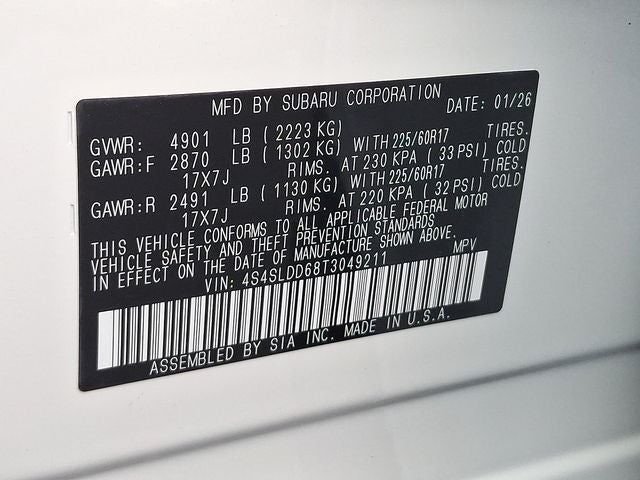 MFD BY SUBARU CORPORATION DATE: 01/26
GVWR: 4901 LB (2223 KG)
GAWR:F 2870 LB (1302 KG) WITH 225/60R17 TIRES.
17X7J RIMS. AT 230 KPA (33 PSI) COLD
GAWR:R 2491 LB (1130 KG) WITH 225/60R17 TIRES.
17X7J RIMS. AT 220 KPA (32 PSI) COLD
THIS VEHICLE CONFORMS TO ALL APPLICABLE FEDERAL MOTOR
VEHICLE SAFETY AND THEFT PREVENTION STANDARDS
IN EFFECT ON THE DATE OF MANUFACTURE SHOWN ABOVE.
VIN: 4S4SLDD68T3049211 MPV
ASSEMBLED BY SIA INC. MADE IN U.S.A.